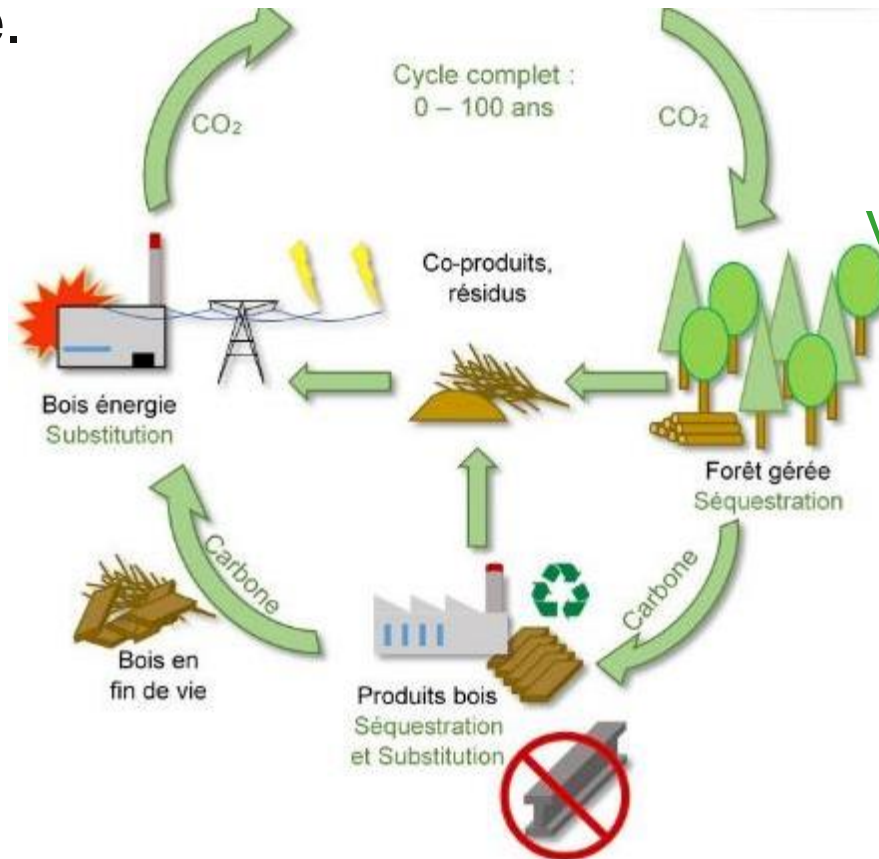 e.
Cycle complet :
0 – 100 ans
CO₂
CO₂
Co-produits,
résidus
Bois énergie
Substitution
Forêt gérée
Séquestration
Carbone
Carbone
Bois en
fin de vie
Produits bois
Séquestration
et Substitution